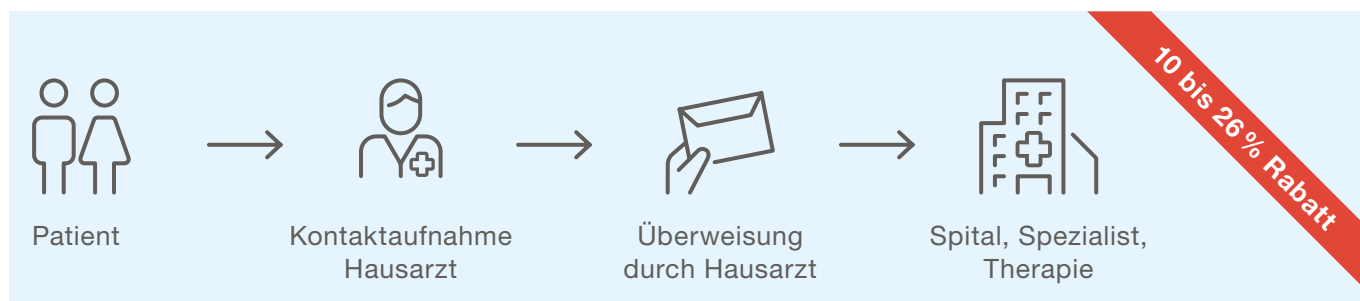 10 bis 26 % Rabatt
Patient
Kontaktaufnahme
Hausarzt
Überweisung
durch Hausarzt
Spital, Spezialist,
Therapie